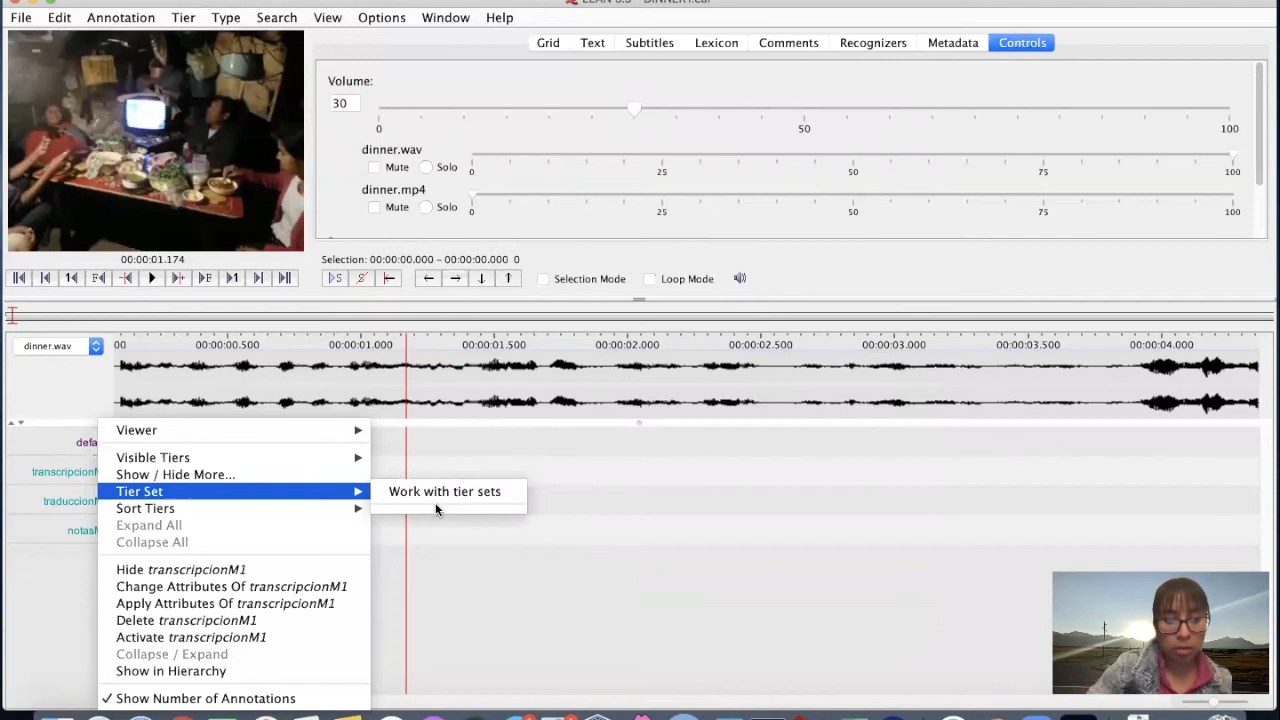 File Edit Annotation Tier Type Search View Options Window Help
Grid Text Subtitles Lexicon Comments Recognizers Metadata Controls
Volume:
30
0 50 100
dinner.wav
Mute Solo
0 25 50 75 100
dinner.mp4
Mute Solo
0 25 50 75 100
00:00:01.174
Selection: 00:00:00.000 - 00:00:00.000 0
Selection Mode Loop Mode
dinner.wav
00 00:00:00.500 00:00:01.000 00:00:01.500 00:00:02.000 00:00:02.500 00:00:03.000 00:00:03.500 00:00:04.000
defa
transcripcionM
traduccionM
notasM
Viewer
Visible Tiers
Show / Hide More...
Tier Set
Work with tier sets
Sort Tiers
Expand All
Collapse All
Hide transcripcionM1
Change Attributes Of transcripcionM1
Apply Attributes Of transcripcionM1
Delete transcripcionM1
Activate transcripcionM1
Collapse / Expand
Show in Hierarchy
✓ Show Number of Annotations